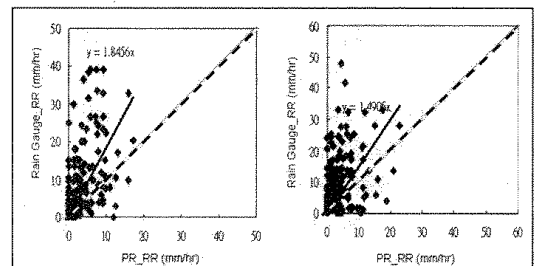 50
40
30
20
10
0
Rain Gauge_RR (mm/hr)
y = 1.8456x
0 10 20 30 40 50
PR_RR (mm/hr)
60
50
40
30
20
10
0
Rain Gauge_RR (mm/hr)
y = 1.4906x
0 10 20 30 40 50 60
PR_RR (mm/hr)